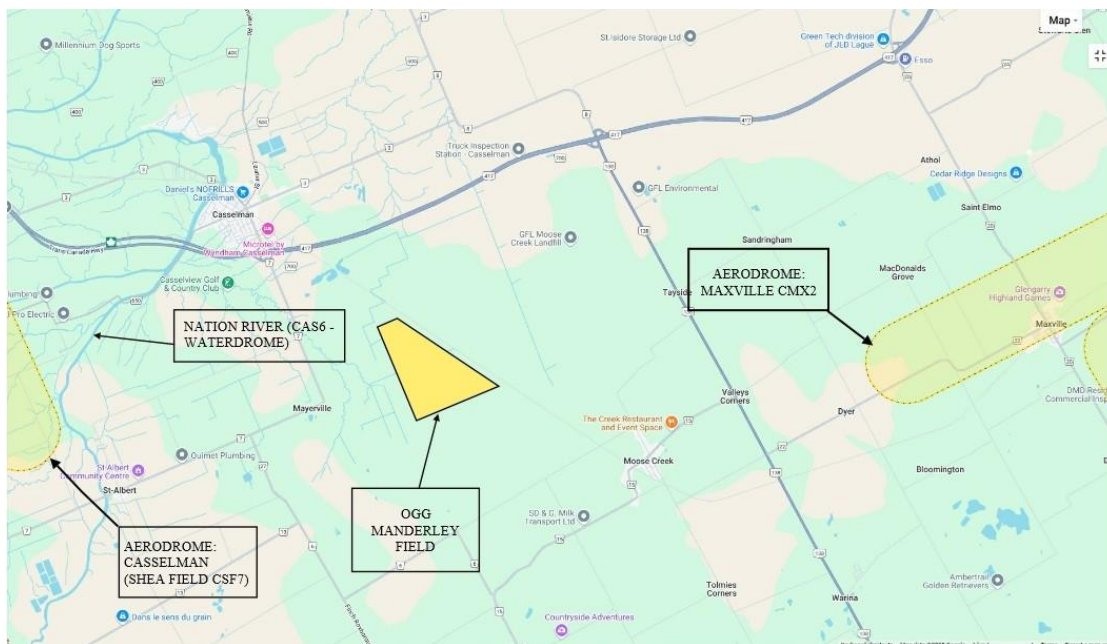 Map
Millennium Dog Sports
St.Isidore Storage Ltd
Green Tech division
of JLD Laguë
Esso
417
Truck Inspection
Station - Casselman
Athol
Cedar Ridge Designs
Daniel's NOFRILLS
Casselman
Casselman
GFL Environmental
Saint Elmo
Microtel by
Wyndham Casselman
GFL Moose
Creek Landfill
Sandringham
MacDonalds
Grove
Trans-Canada Hwy
Casselview Golf
& Country Club
AERODROME:
MAXVILLE CMX2
Glengarry
Highland Games
Tayside
Pro Electric
NATION RIVER (CAS6 -
WATERDROME)
Maxville
Valleys
Corners
DMD
Mayerville
Dyer
The Creek Restaurant
and Event Space
Ouimet Plumbing
Moose Creek
St-Albert
Community Centre
St-Albert
Bloomington
OGG
MANDERLEY
FIELD
SD & G. Milk
Transport Ltd
AERODROME:
CASSELMAN
(SHEA FIELD CSF7)
Ambertrail
Golden Retrievers
Tolmies
Corners
Warina
Dans le sens du grain
Countryside Adventures